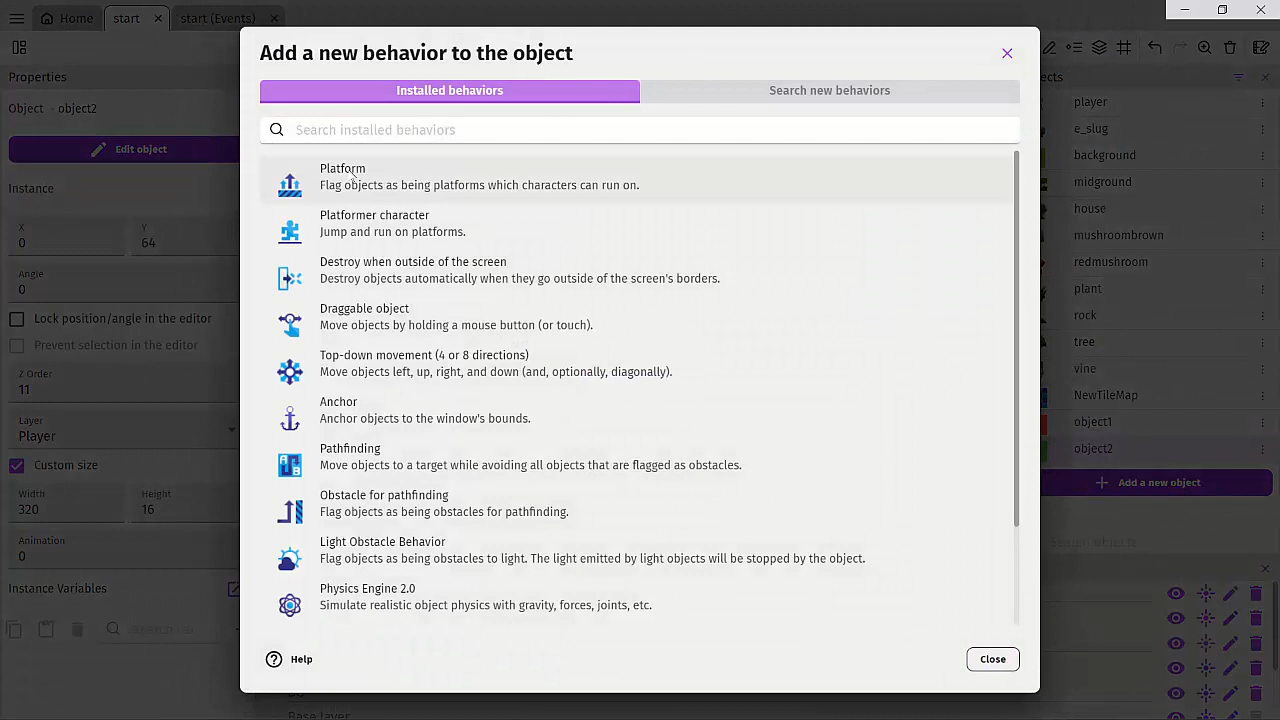 Home
start
start (Events)
Add a new behavior to the object
Installed behaviors
Search new behaviors
Search installed behaviors
Platform
Flag objects as being platforms which characters can run on.
Platformer character
Jump and run on platforms.
Destroy when outside of the screen
Destroy objects automatically when they go outside of the screen's borders.
Draggable object
Move objects by holding a mouse button (or touch).
Top-down movement (4 or 8 directions)
Move objects left, up, right, and down (and, optionally, diagonally).
Anchor
Anchor objects to the window's bounds.
Pathfinding
Move objects to a target while avoiding all objects that are flagged as obstacles.
Obstacle for pathfinding
Flag objects as being obstacles for pathfinding.
Light Obstacle Behavior
Flag objects as being obstacles to light. The light emitted by light objects will be stopped by the object.
Physics Engine 2.0
Simulate realistic object physics with gravity, forces, joints, etc.
Help
Close
Properties
Object - object2
Edit object
Instance
X
Y
0
64
Angle
0
Lock position/angle in the editor
Prevent selection in the editor
Z Order
11
Layer
Player
Custom size
Width
Height
320
16
Animation
0
Instance Variables
Base layer
player
e_slug
background
midground
house
mushroombrown
redmushroom
plant
rock
tree
vine
NewTileMap
object1
object2
Add a new object